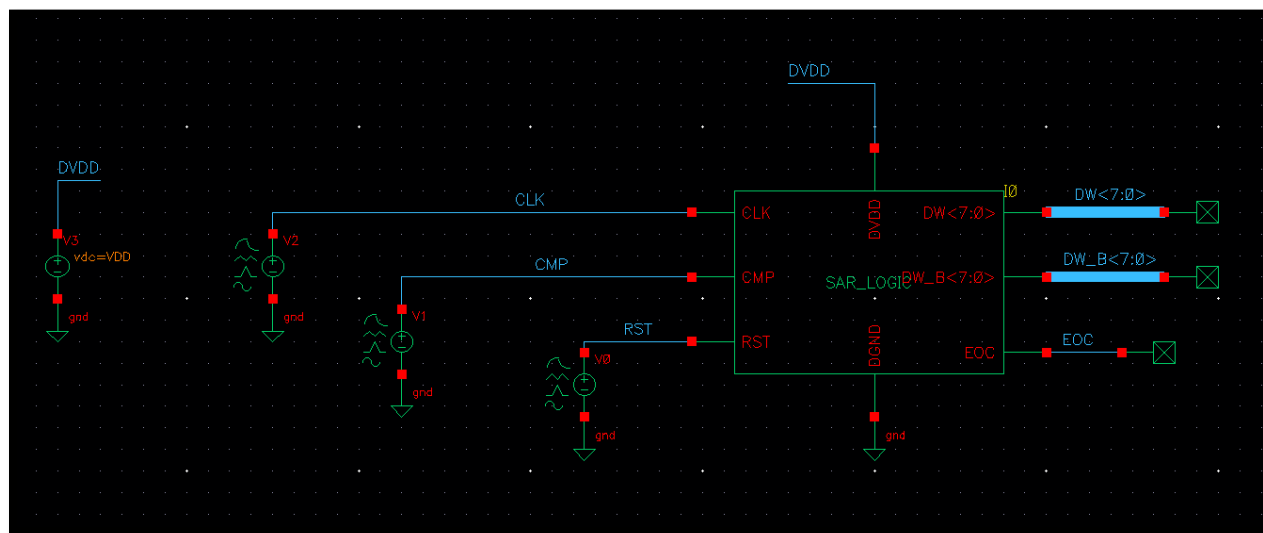 DVDD
DVDD
V3
vdc=VDD
gnd
CLK
V2
gnd
CMP
V1
gnd
RST
V0
gnd
I0
CLK
CMP
RST
DVDD
SAR_LOGIC
DGND
DW<7:0>
DW_B<7:0>
EOC
gnd
DW<7:0>
DW_B<7:0>
EOC